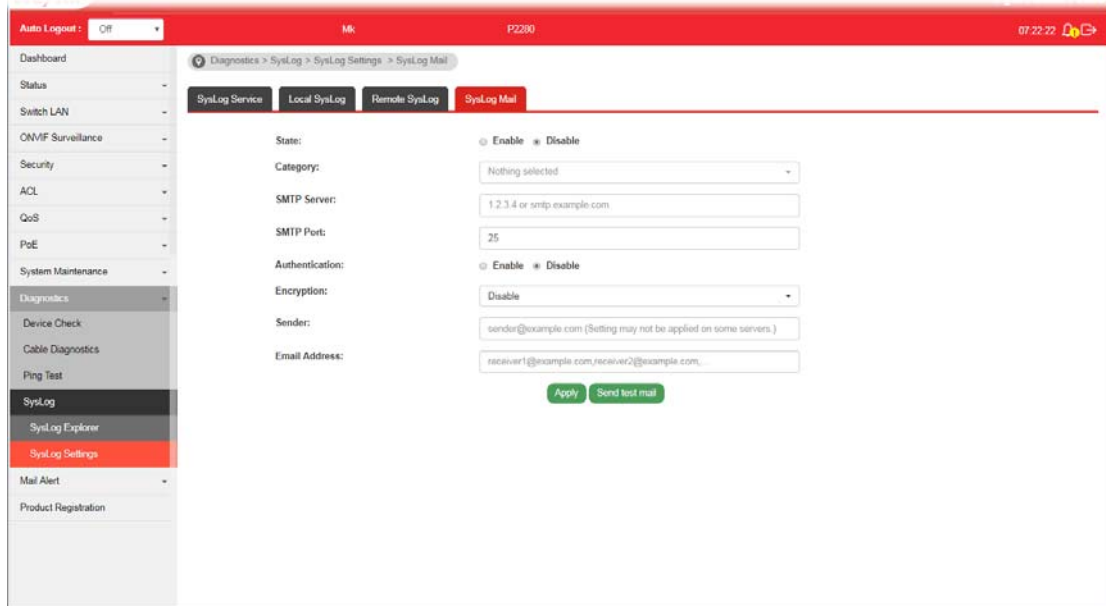 Auto Logout : Off Mk P2280 07:22:22 1
Dashboard
Status
Switch LAN
ONVIF Surveillance
Security
ACL
QoS
PoE
System Maintenance
Diagnostics
Device Check
Cable Diagnostics
Ping Test
SysLog
SysLog Explorer
SysLog Settings
Mail Alert
Product Registration
Diagnostics > SysLog > SysLog Settings > SysLog Mail
SysLog Service Local SysLog Remote SysLog SysLog Mail
State: Enable Disable
Category: Nothing selected
SMTP Server: 1.2.3.4 or smtp.example.com
SMTP Port: 25
Authentication: Enable Disable
Encryption: Disable
Sender: sender@example.com (Setting may not be applied on some servers.)
Email Address: receiver1@example.com,receiver2@example.com,...
Apply Send test mail